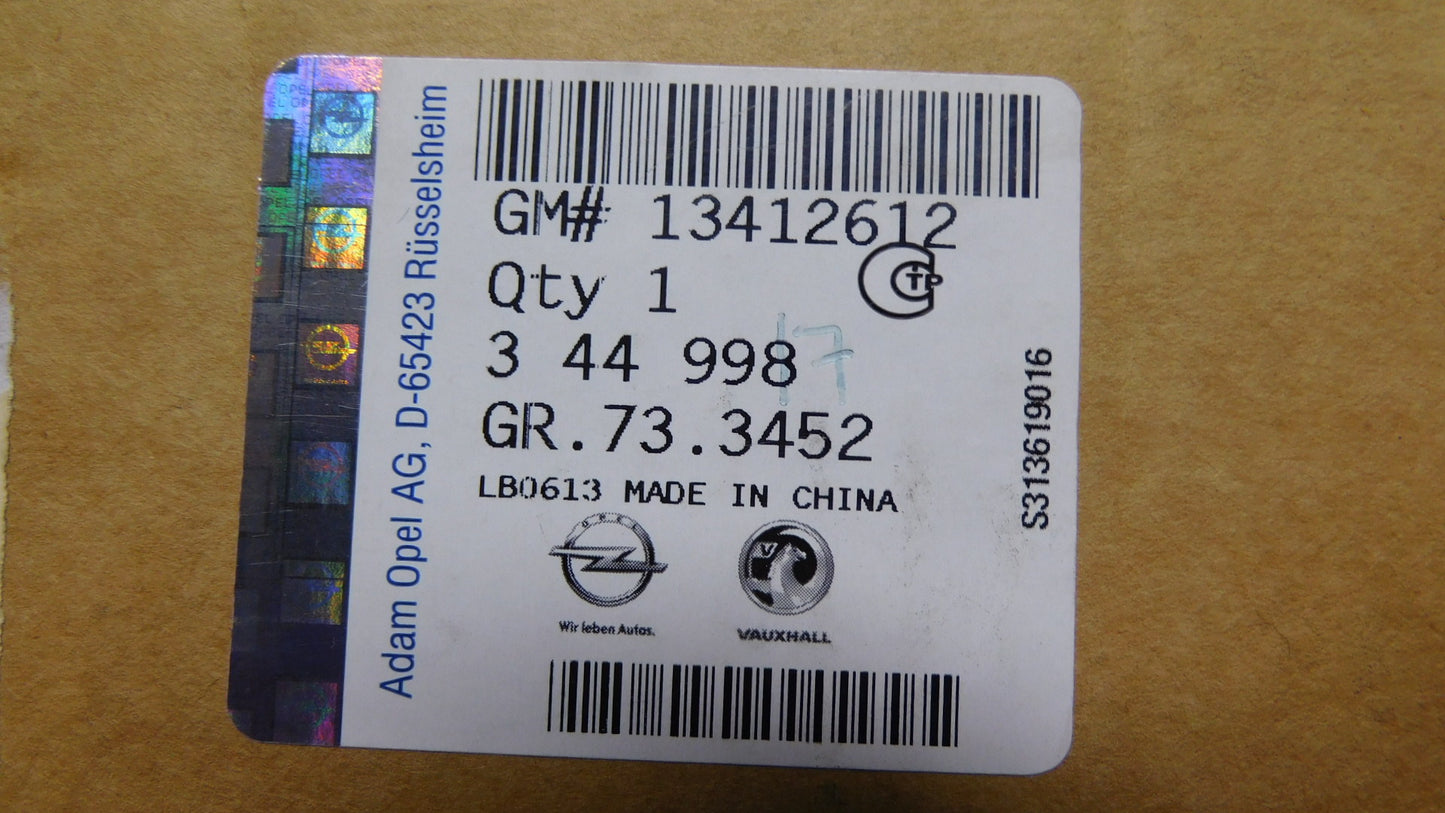 Adam Opel AG, D-65423 Rüsselsheim
GM# 13412612
Qty 1
3 44 998
17
GR.73.3452
LB0613 MADE IN CHINA
S313619016
OPEL
Wir leben Autos.
VAUXHALL